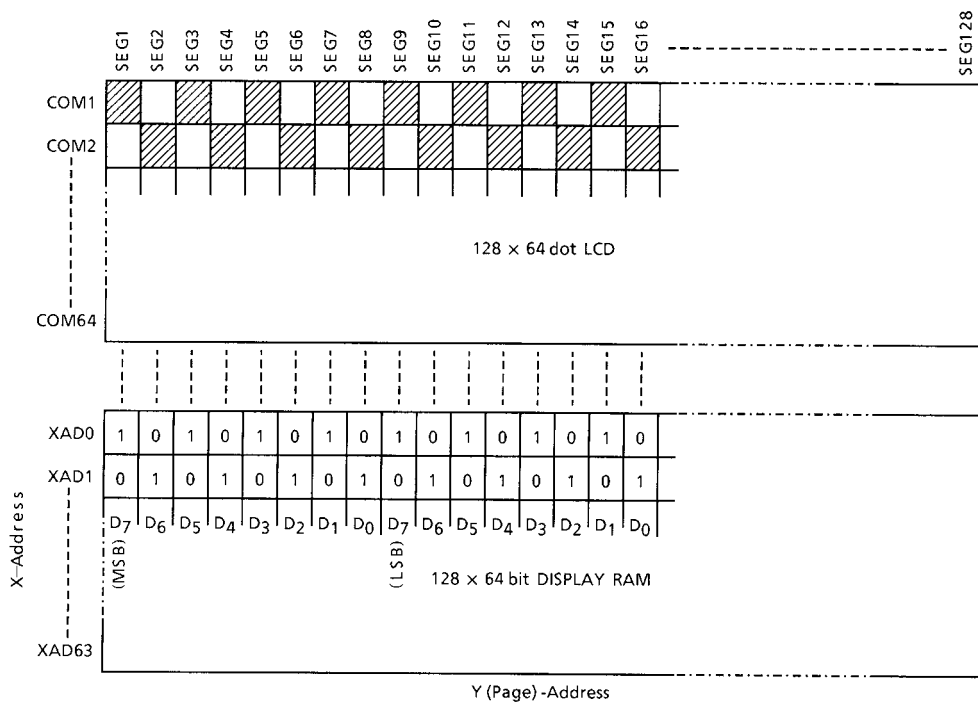 SEG1 SEG2 SEG3 SEG4 SEG5 SEG6 SEG7 SEG8 SEG9 SEG10 SEG11 SEG12 SEG13 SEG14 SEG15 SEG16 SEG128
COM1
COM2
128 × 64 dot LCD
COM64
XAD0 1 0 1 0 1 0 1 0 1 0 1 0 1 0 1 0
XAD1 0 1 0 1 0 1 0 1 0 1 0 1 0 1 0 1
D7 D6 D5 D4 D3 D2 D1 D0 D7 D6 D5 D4 D3 D2 D1 D0
(MSB) (LSB) 128 × 64 bit DISPLAY RAM
X–Address
XAD63
Y (Page) -Address